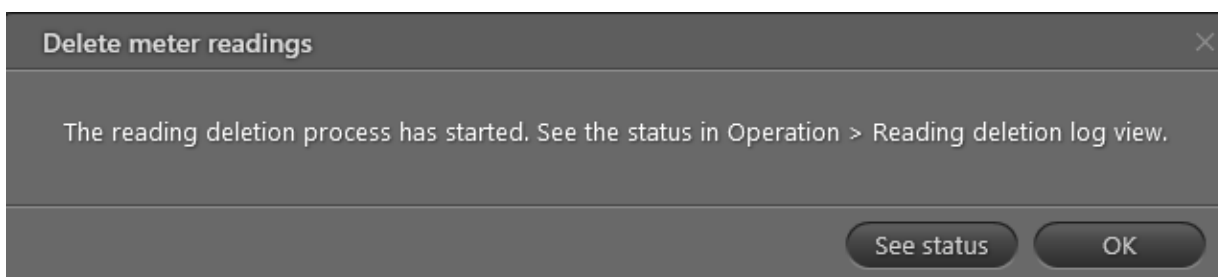 Delete meter readings
The reading deletion process has started. See the status in Operation > Reading deletion log view.
See status OK